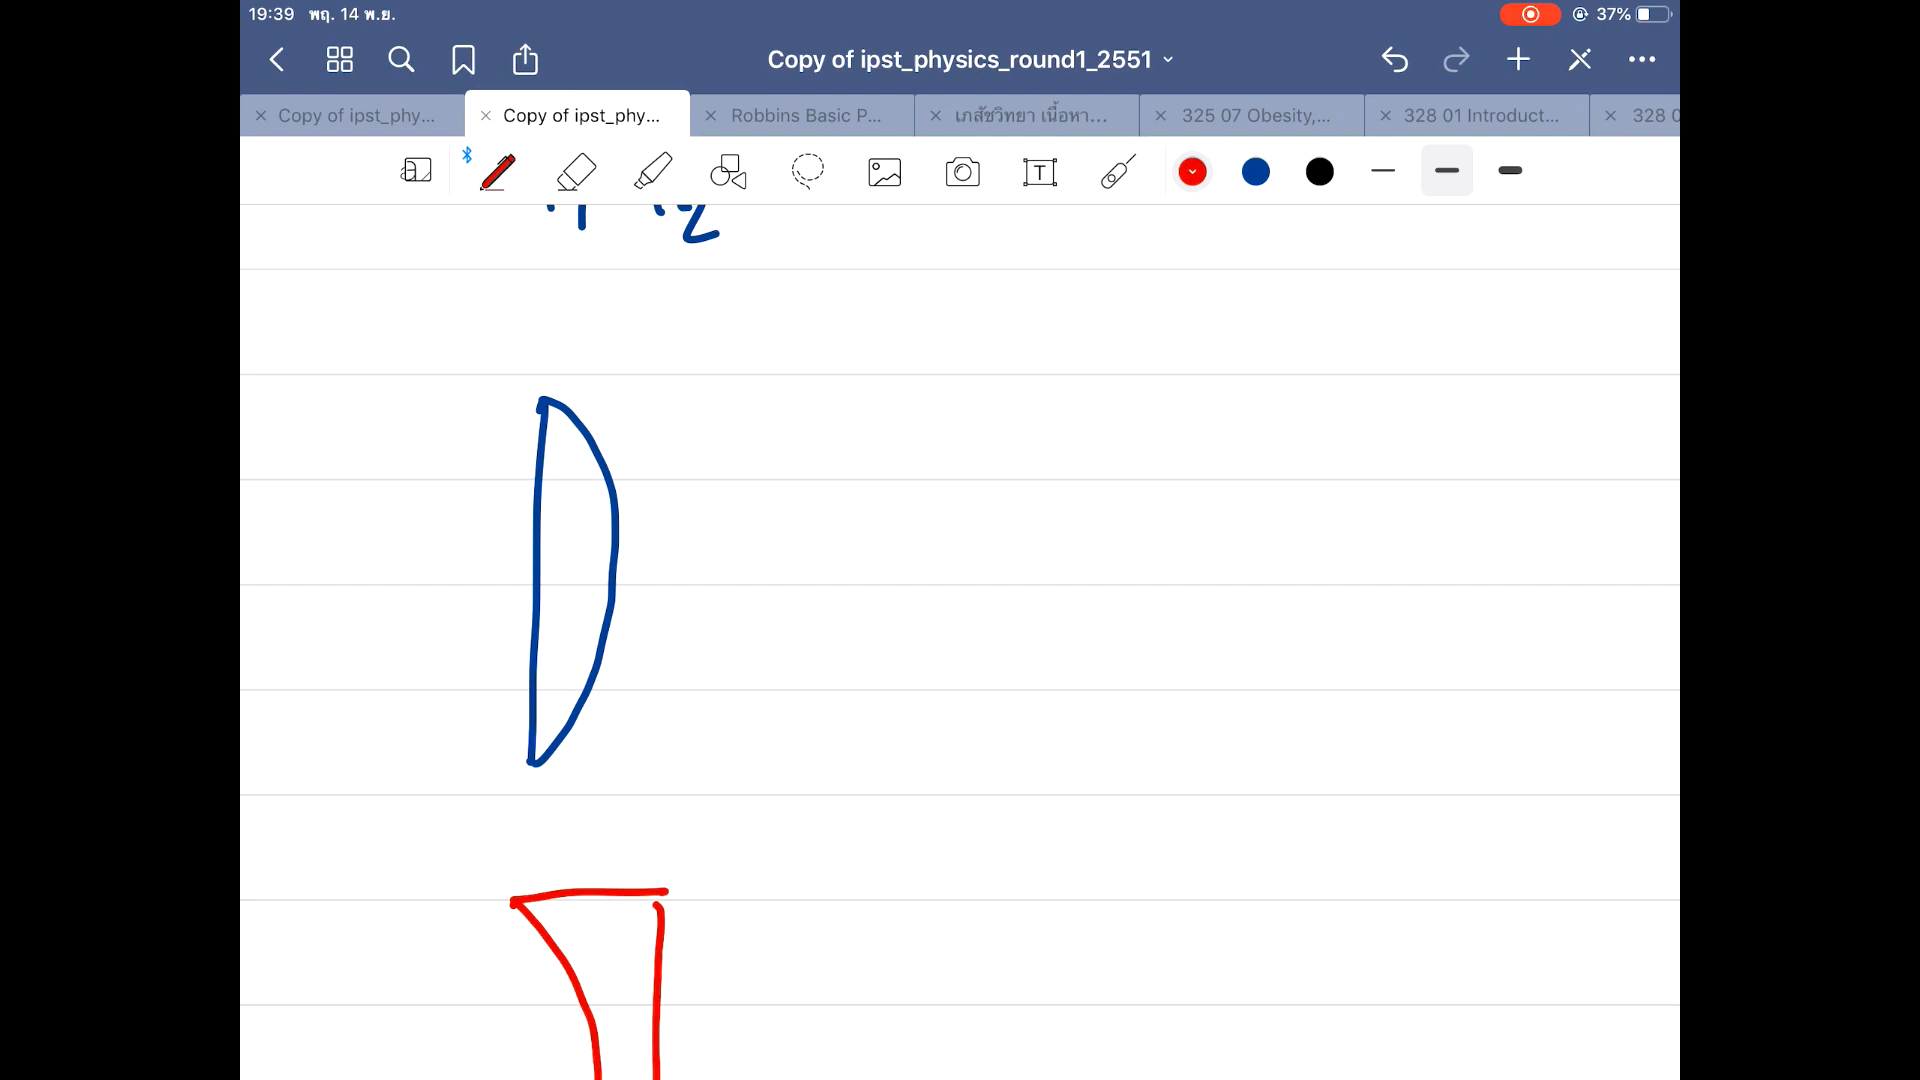 19:39 พฤ. 14 พ.ย. 37%
Copy of ipst_physics_round1_2551
Copy of ipst_phy... Copy of ipst_phy... Robbins Basic P... เภสัชวิทยา เนื้อหา... 325 07 Obesity,... 328 01 Introduct... 328
T